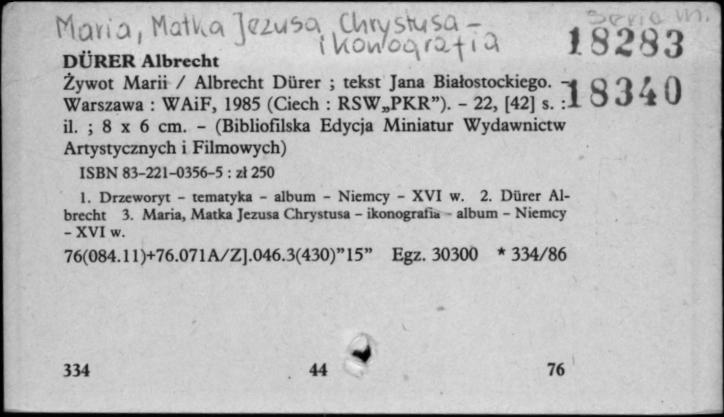 Maria, Matka Jezusa Chrystusa -
ikonografia
seria m.
18283
DÜRER Albrecht
Żywot Marii / Albrecht Dürer ; tekst Jana Białostockiego. -
18340
Warszawa : WAiF, 1985 (Ciech : RSW„PKR”). - 22, [42] s. :
il. ; 8 x 6 cm. - (Bibliofilska Edycja Miniatur Wydawnictw
Artystycznych i Filmowych)
ISBN 83-221-0356-5 : zł 250
1. Drzeworyt - tematyka - album - Niemcy - XVI w. 2. Dürer Al-
brecht 3. Maria, Matka Jezusa Chrystusa - ikonografia - album - Niemcy
- XVI w.
76(084.11)+76.071A/Z].046.3(430)”15” Egz. 30300 * 334/86
334 44 76